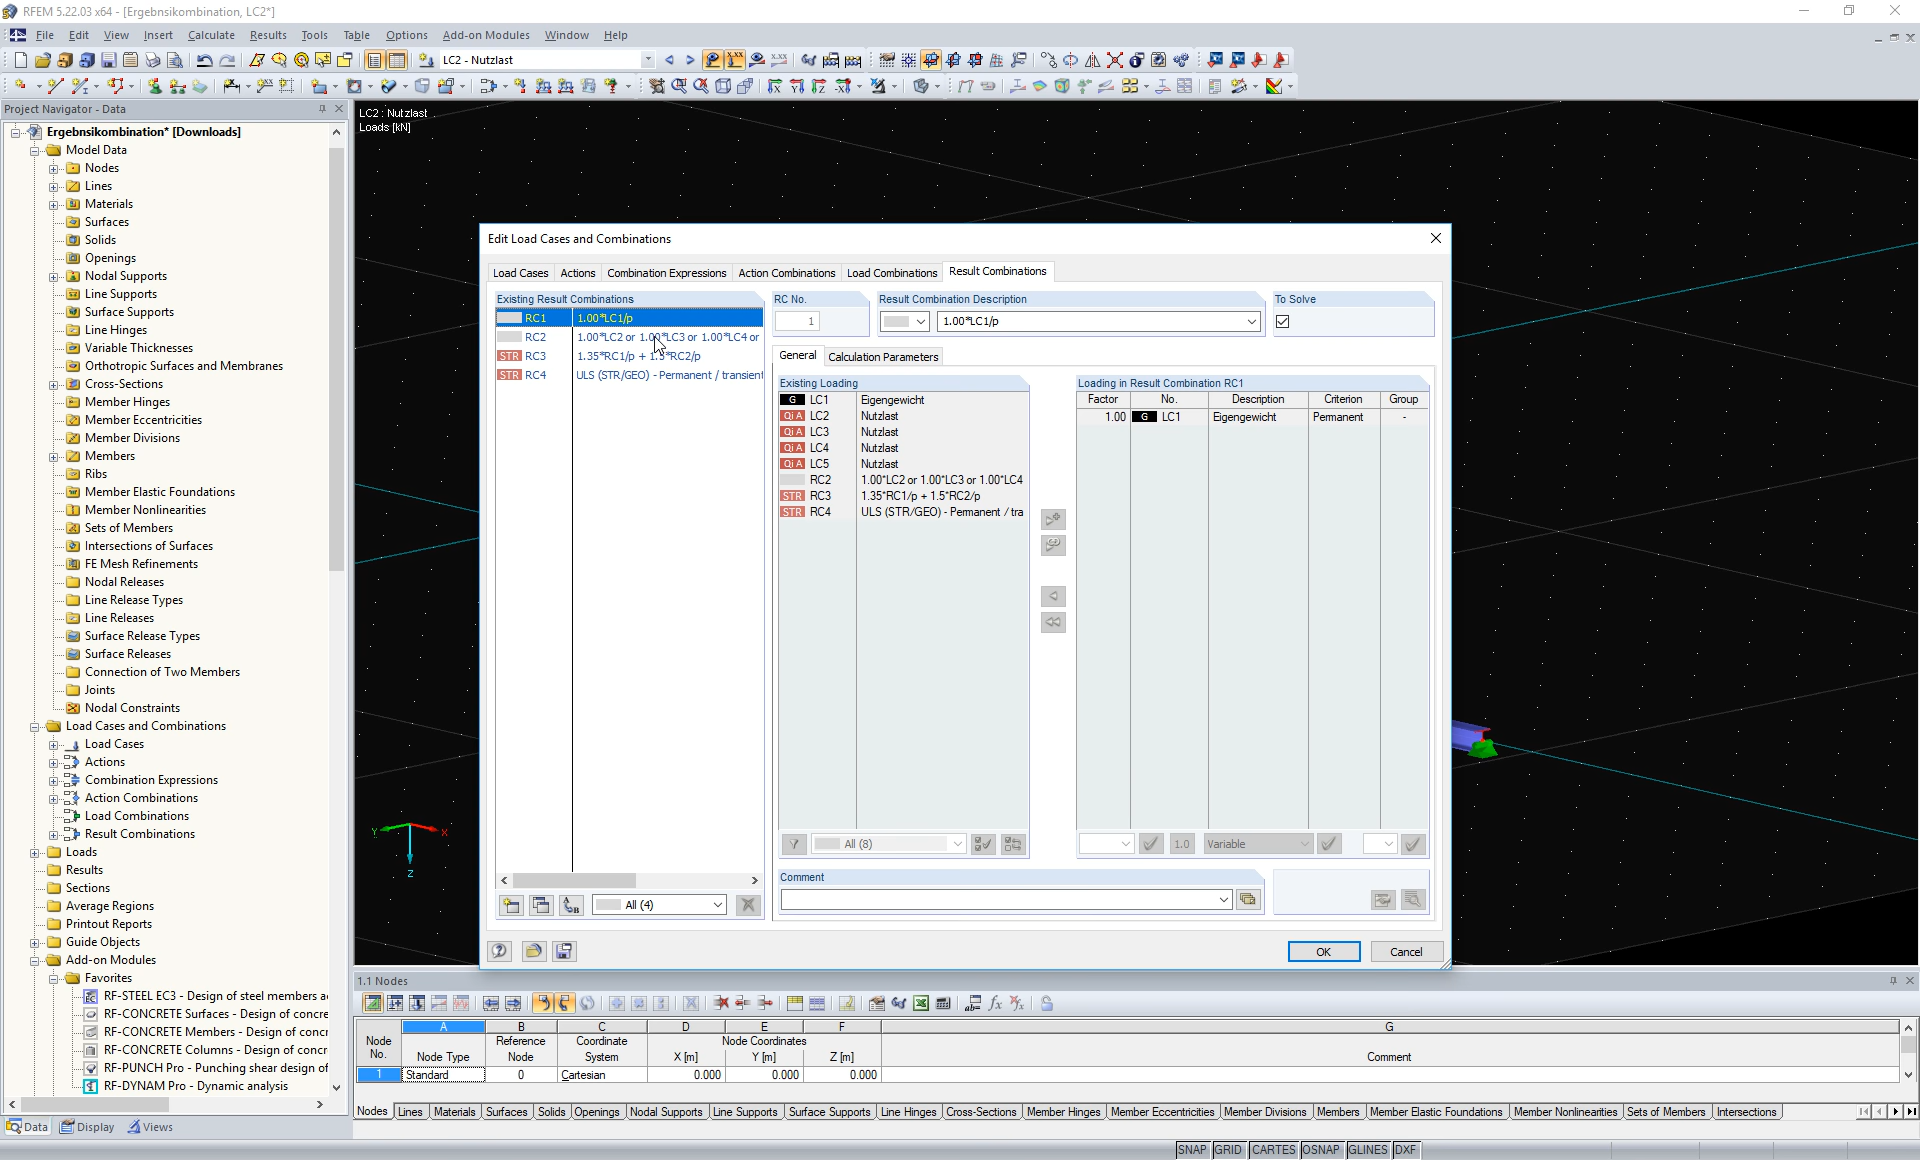 RFEM 5.22.03 x64 - [Ergebnsikombination, LC2*]
File Edit View Insert Calculate Results Tools Table Options Add-on Modules Window Help
LC2 - Nutzlast
Project Navigator - Data
Ergebnsikombination* [Downloads]
Model Data
Nodes
Lines
Materials
Surfaces
Solids
Openings
Nodal Supports
Line Supports
Surface Supports
Line Hinges
Variable Thicknesses
Orthotropic Surfaces and Membranes
Cross-Sections
Member Hinges
Member Eccentricities
Member Divisions
Members
Ribs
Member Elastic Foundations
Member Nonlinearities
Sets of Members
Intersections of Surfaces
FE Mesh Refinements
Nodal Releases
Line Release Types
Line Releases
Surface Release Types
Surface Releases
Connection of Two Members
Joints
Nodal Constraints
Load Cases and Combinations
Load Cases
Actions
Combination Expressions
Action Combinations
Load Combinations
Result Combinations
Loads
Results
Sections
Average Regions
Printout Reports
Guide Objects
Add-on Modules
Favorites
RF-STEEL EC3 - Design of steel members a
RF-CONCRETE Surfaces - Design of concre
RF-CONCRETE Members - Design of concr
RF-CONCRETE Columns - Design of concr
RF-PUNCH Pro - Punching shear design of
RF-DYNAM Pro - Dynamic analysis
Data Display Views
LC2 : Nutzlast
Loads [kN]
Y X
Z
Edit Load Cases and Combinations
Load Cases Actions Combination Expressions Action Combinations Load Combinations Result Combinations
Existing Result Combinations
RC1 1.00*LC1/p
RC2 1.00*LC2 or 1.00*LC3 or 1.00*LC4 or
STR RC3 1.35*RC1/p + 1.5*RC2/p
STR RC4 ULS (STR/GEO) - Permanent / transient
All (4)
RC No.
1
Result Combination Description
1.00*LC1/p
To Solve
General Calculation Parameters
Existing Loading
G LC1 Eigengewicht
Qi A LC2 Nutzlast
Qi A LC3 Nutzlast
Qi A LC4 Nutzlast
Qi A LC5 Nutzlast
RC2 1.00*LC2 or 1.00*LC3 or 1.00*LC4
STR RC3 1.35*RC1/p + 1.5*RC2/p
STR RC4 ULS (STR/GEO) - Permanent / tra
All (8)
Loading in Result Combination RC1
Factor No. Description Criterion Group
1.00 G LC1 Eigengewicht Permanent -
1.0 Variable
Comment
OK Cancel
1.1 Nodes
A B C D E F G
Node No. Node Type Reference Node Coordinate System Node Coordinates X [m] Y [m] Z [m] Comment
1 Standard 0 Cartesian 0.000 0.000 0.000
Nodes Lines Materials Surfaces Solids Openings Nodal Supports Line Supports Surface Supports Line Hinges Cross-Sections Member Hinges Member Eccentricities Member Divisions Members Member Elastic Foundations Member Nonlinearities Sets of Members Intersections
SNAP GRID CARTES OSNAP GLINES DXF